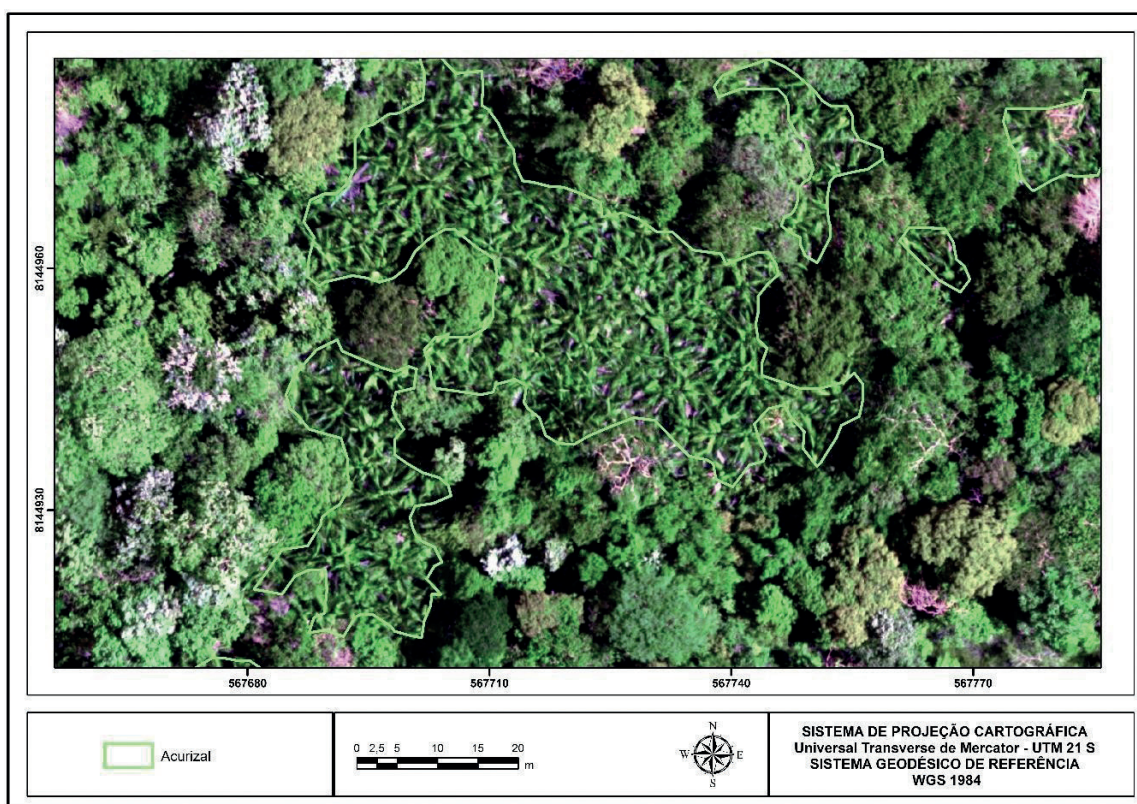 8144960
8144930
567680
567710
567740
567770
Acurizal
0 2,5 5 10 15 20
m
N
W E
S
SISTEMA DE PROJEÇÃO CARTOGRÁFICA
Universal Transverse de Mercator - UTM 21 S
SISTEMA GEODÉSICO DE REFERÊNCIA
WGS 1984